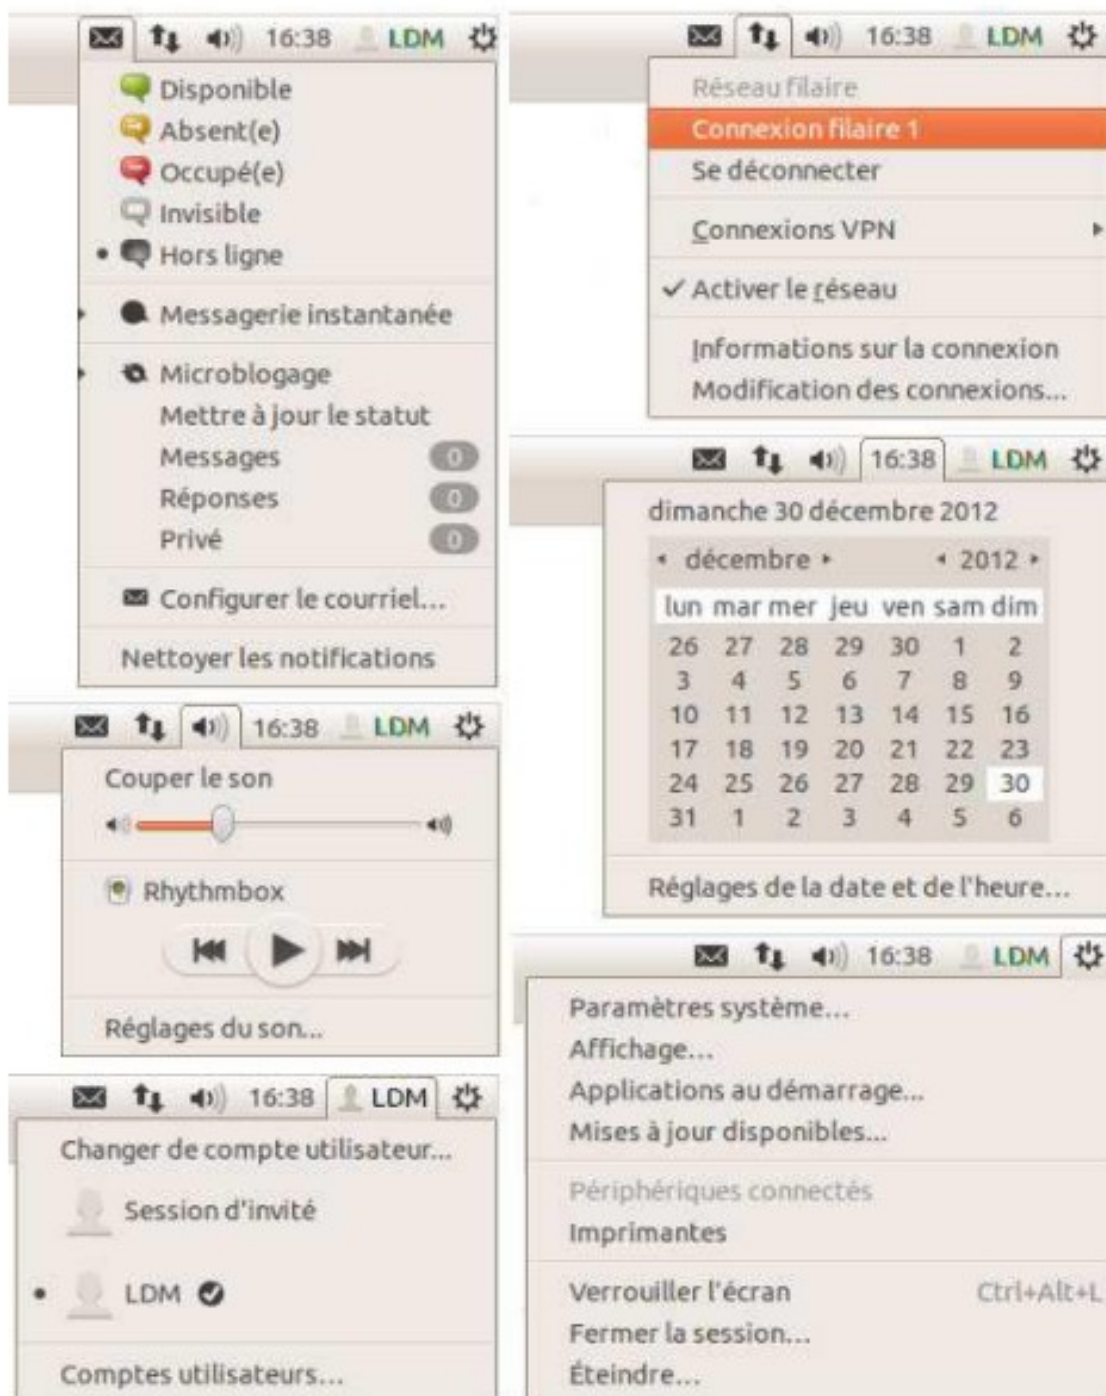 16:38 LDM
Disponible
Absent(e)
Occupé(e)
Invisible
Hors ligne
Messagerie instantanée
Microblogage
Mettre à jour le statut
Messages 0
Réponses 0
Privé 0
Configurer le courriel...
Nettoyer les notifications
16:38 LDM
Couper le son
Rhythmbox
Réglages du son...
16:38 LDM
Changer de compte utilisateur...
Session d'invité
LDM
Comptes utilisateurs...
16:38 LDM
Réseau filaire
Connexion filaire 1
Se déconnecter
Connexions VPN
Activer le réseau
Informations sur la connexion
Modification des connexions...
16:38 LDM
dimanche 30 décembre 2012
décembre 2012
lun mar mer jeu ven sam dim
26 27 28 29 30 1 2
3 4 5 6 7 8 9
10 11 12 13 14 15 16
17 18 19 20 21 22 23
24 25 26 27 28 29 30
31 1 2 3 4 5 6
Réglages de la date et de l'heure...
16:38 LDM
Paramètres système...
Affichage...
Applications au démarrage...
Mises à jour disponibles...
Périphériques connectés
Imprimantes
Verrouiller l'écran Ctrl+Alt+L
Fermer la session...
Éteindre...